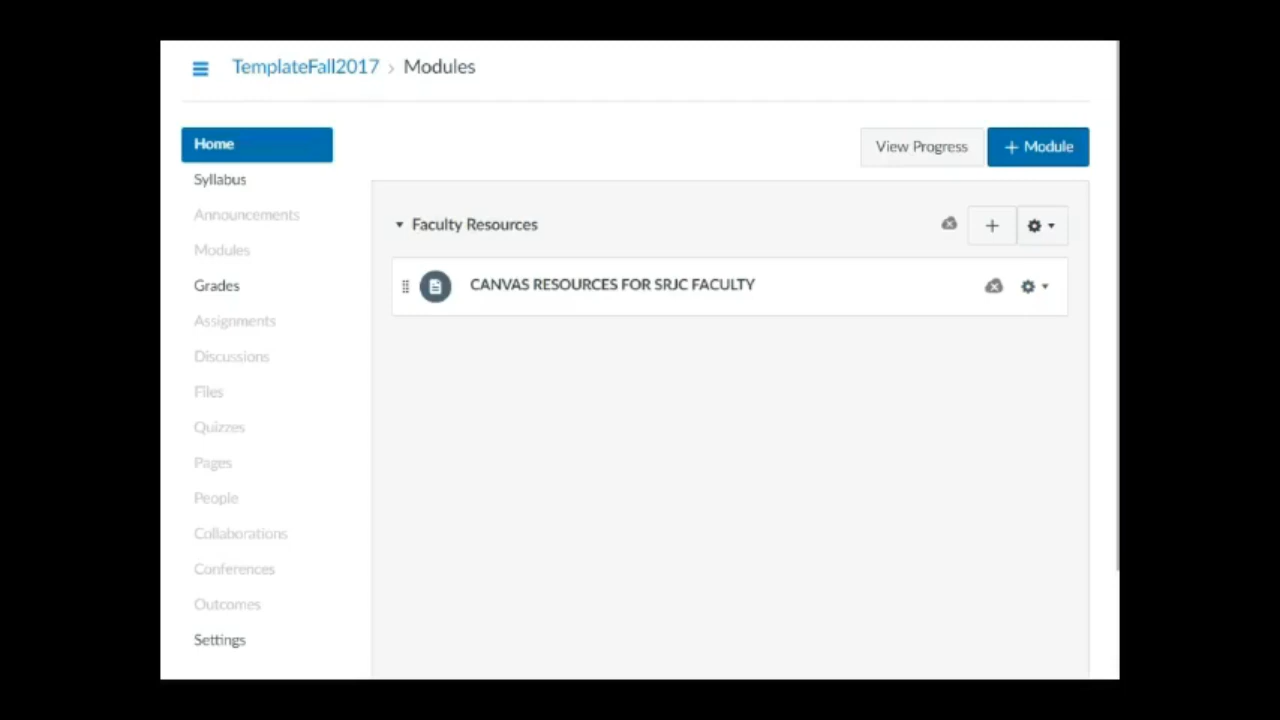 TemplateFall2017 › Modules
Home
View Progress
+ Module
Syllabus
Announcements
Modules
Grades
Assignments
Discussions
Files
Quizzes
Pages
People
Collaborations
Conferences
Outcomes
Settings
Faculty Resources
CANVAS RESOURCES FOR SRJC FACULTY